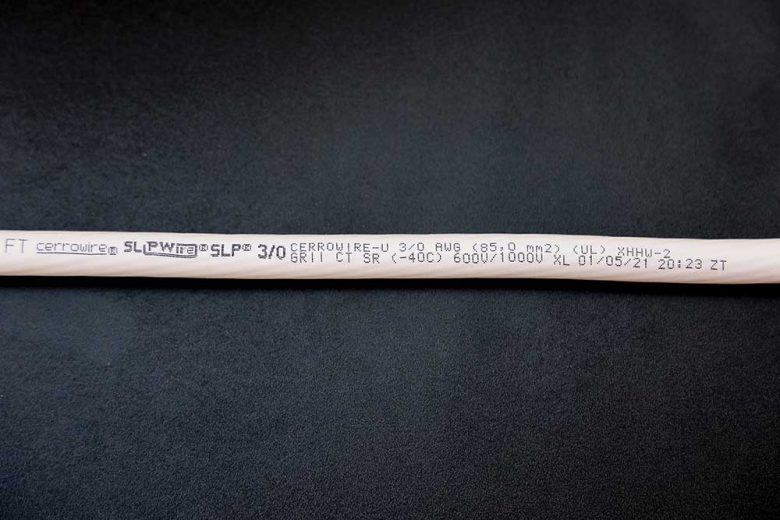 FT cerrowire® SLIPWire® SLP® 3/0 CERROWIRE-U 3/0 AWG (85,0 mm2) (UL) XHHW-2
GRII CT SR (-40C) 600V/1000V XL 01/05/21 20:23 ZT